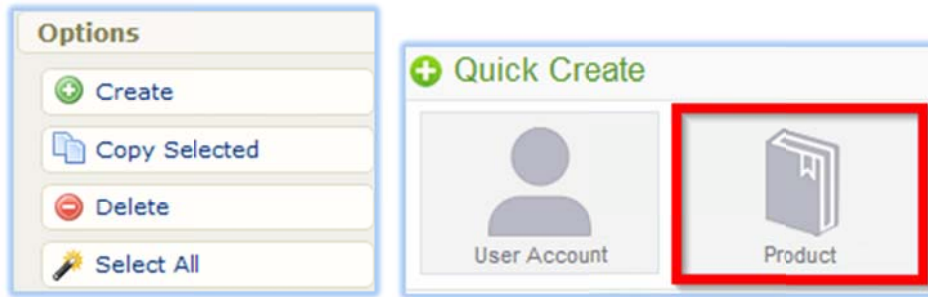 Options
Create
Copy Selected
Delete
Select All
Quick Create
User Account
Product